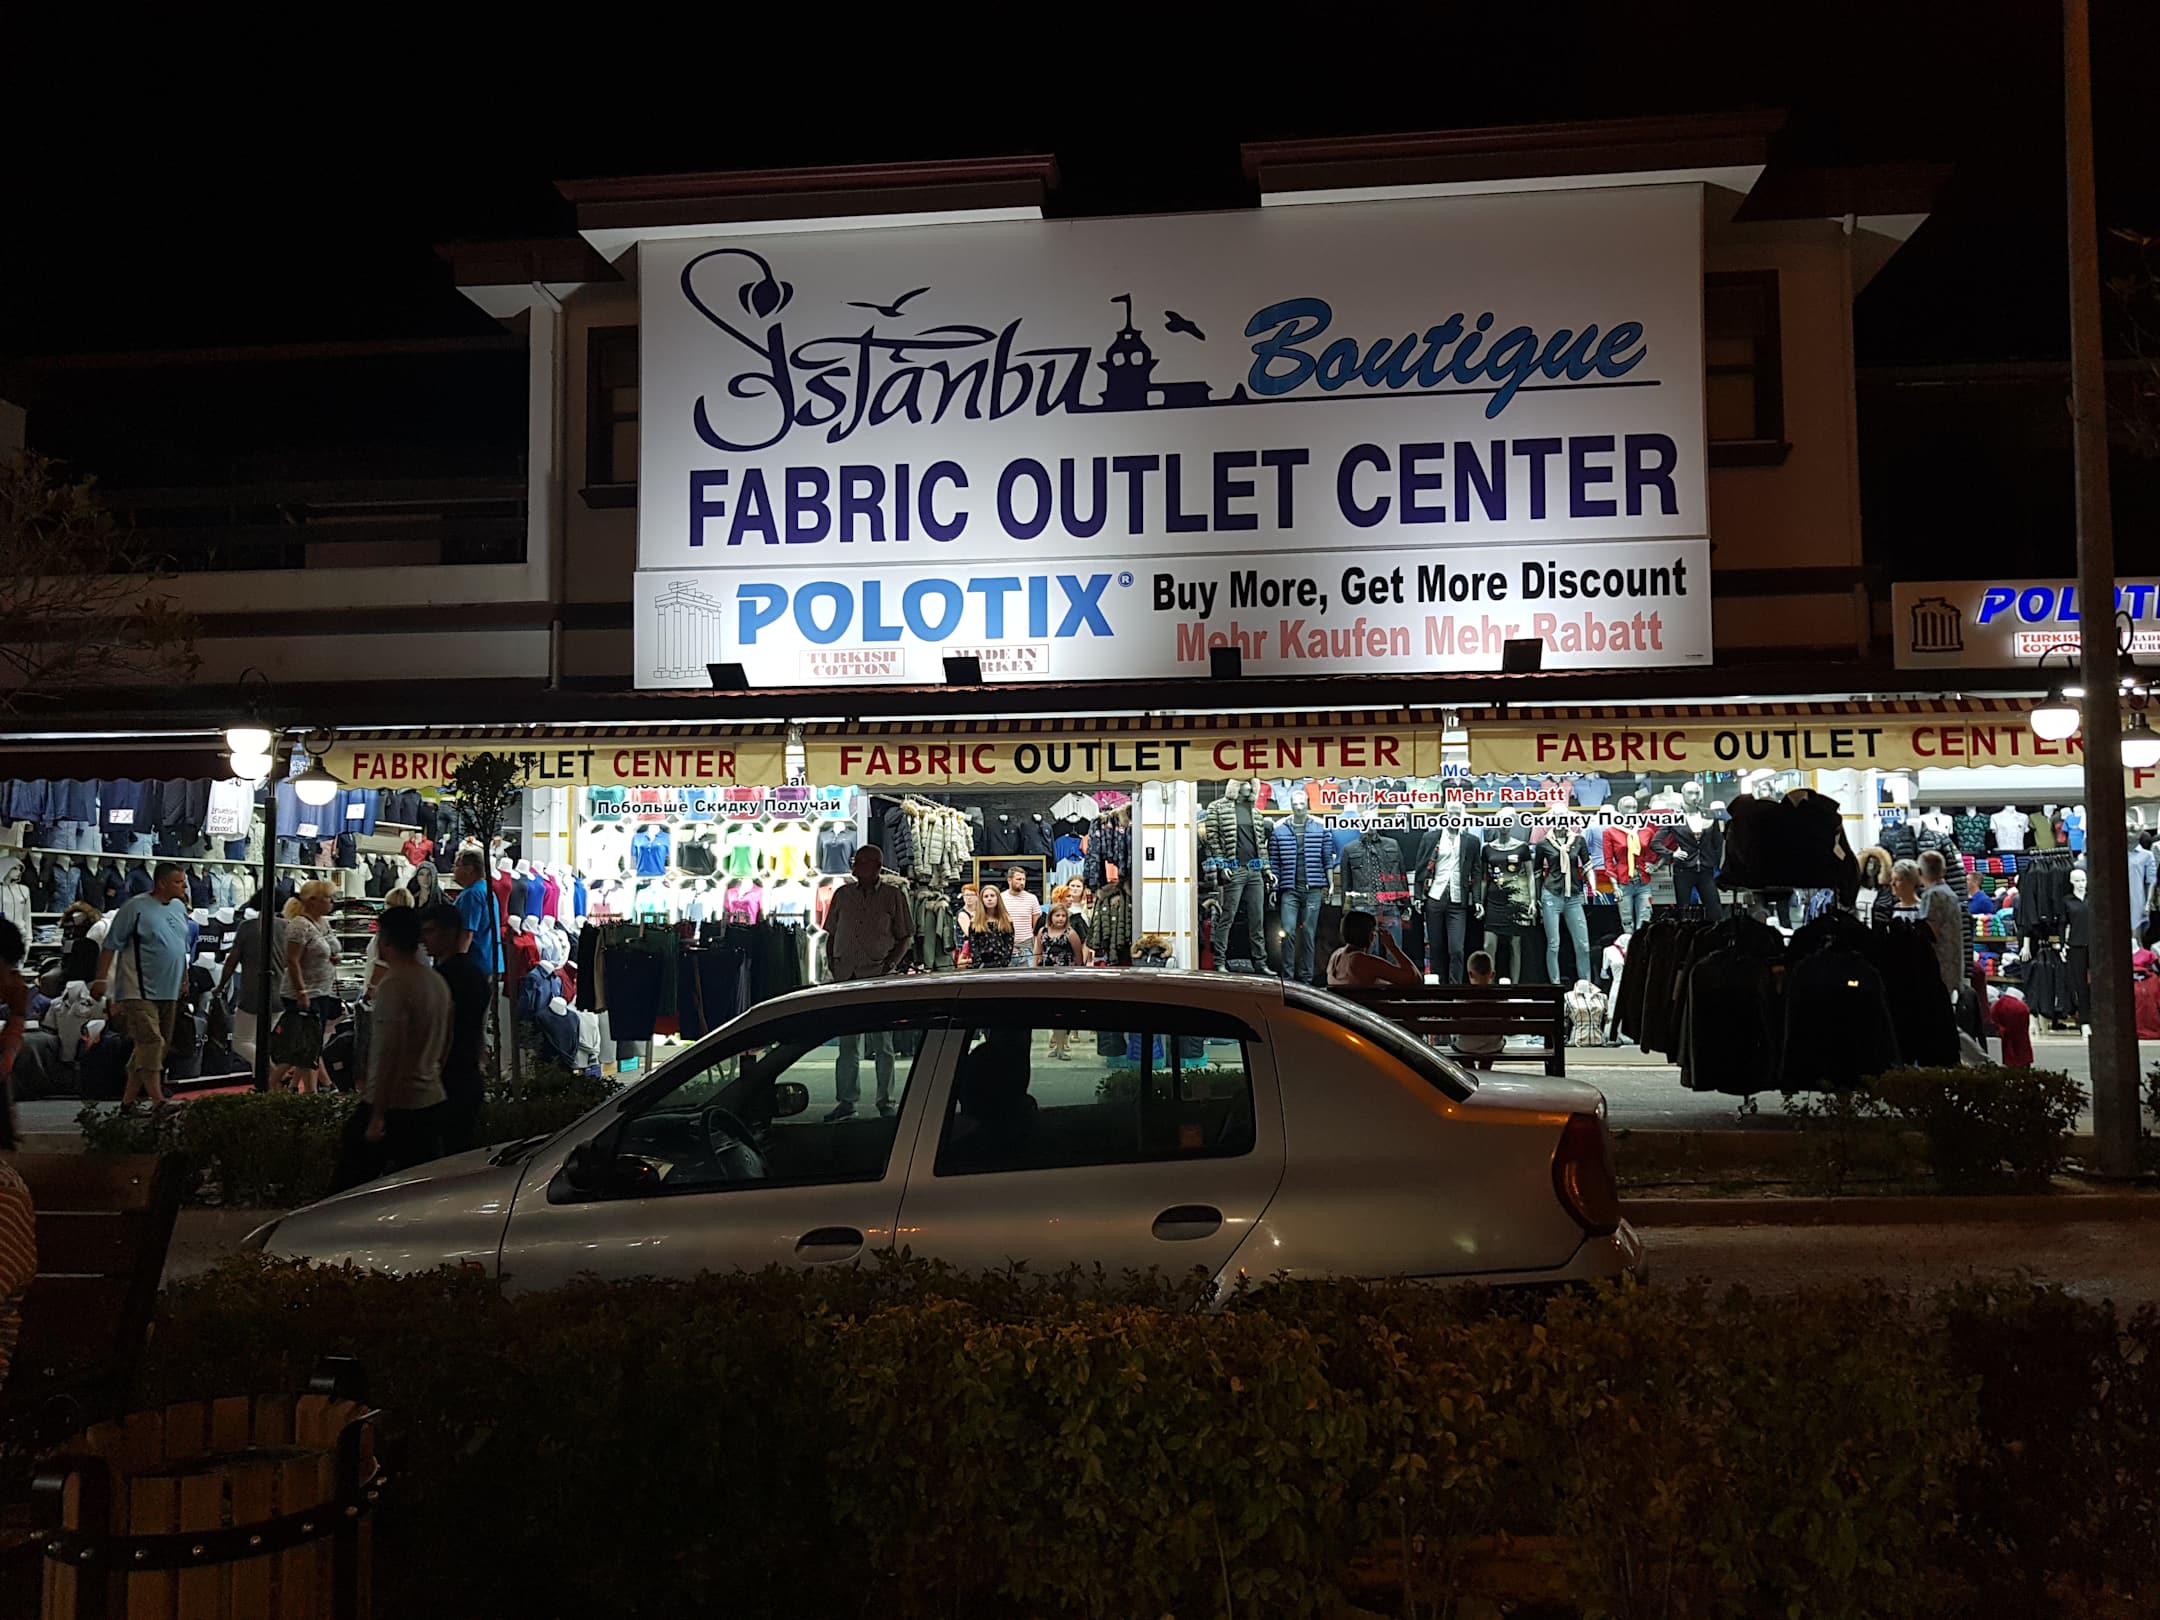 İstanbul Boutique
FABRIC OUTLET CENTER
POLOTIX®
TURKISH COTTON
MADE IN
Buy More, Get More Discount
Mehr Kaufen Mehr Rabatt
POLOTI
TURKISH
FABRIC OUTLET CENTER
FABRIC OUTLET CENTER
FABRIC OUTLET CENTER
F
Побольше Скидку Получай
Mehr Kaufen Mehr Rabatt
Покупай Побольше Скидку Получай